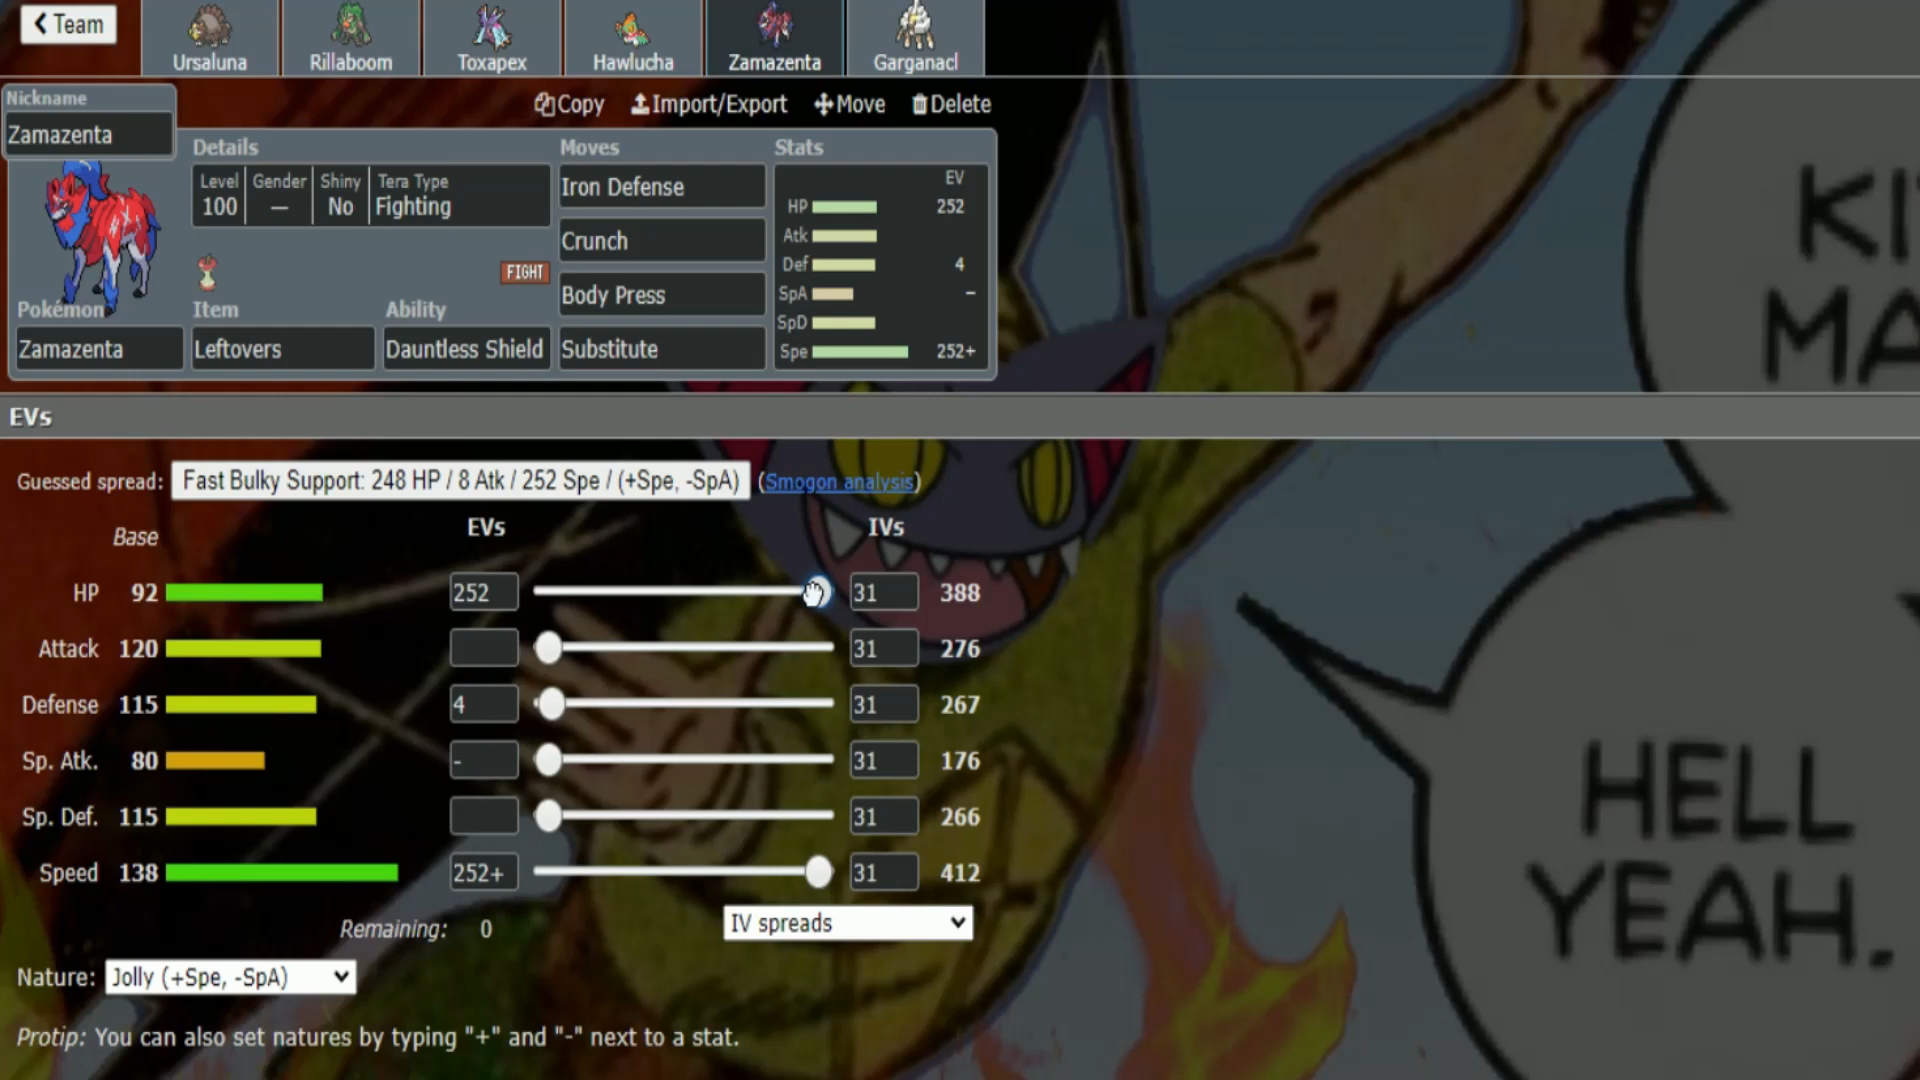 Team
Ursaluna
Rillaboom
Toxapex
Hawlucha
Zamazenta
Garganacl
Nickname
Zamazenta
Copy
Import/Export
Move
Delete
Details
Moves
Stats
Level
100
Gender
—
Shiny
No
Tera Type
Fighting
FIGHT
Pokémon
Zamazenta
Item
Leftovers
Ability
Dauntless Shield
Iron Defense
Crunch
Body Press
Substitute
EV
HP 252
Atk
Def 4
SpA −
SpD
Spe 252+
EVs
Guessed spread: Fast Bulky Support: 248 HP / 8 Atk / 252 Spe / (+Spe, -SpA) (Smogon analysis)
Base EVs IVs
HP 92 252 31 388
Attack 120 31 276
Defense 115 4 31 267
Sp. Atk. 80 - 31 176
Sp. Def. 115 31 266
Speed 138 252+ 31 412
Remaining: 0
IV spreads
Nature: Jolly (+Spe, -SpA)
Protip: You can also set natures by typing "+" and "-" next to a stat.
HELL
YEAH.